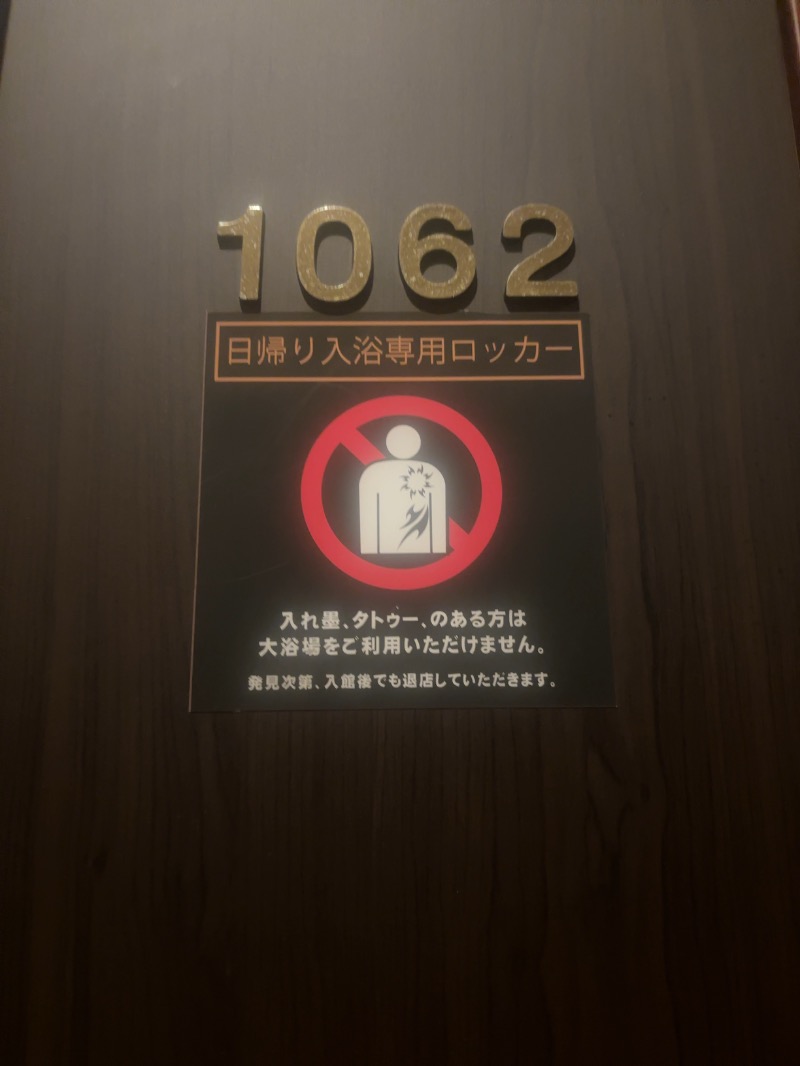 1062
日帰り入浴専用ロッカー
入れ墨、タトゥー、のある方は
大浴場をご利用いただけません。
発見次第、入館後でも退店していただきます。